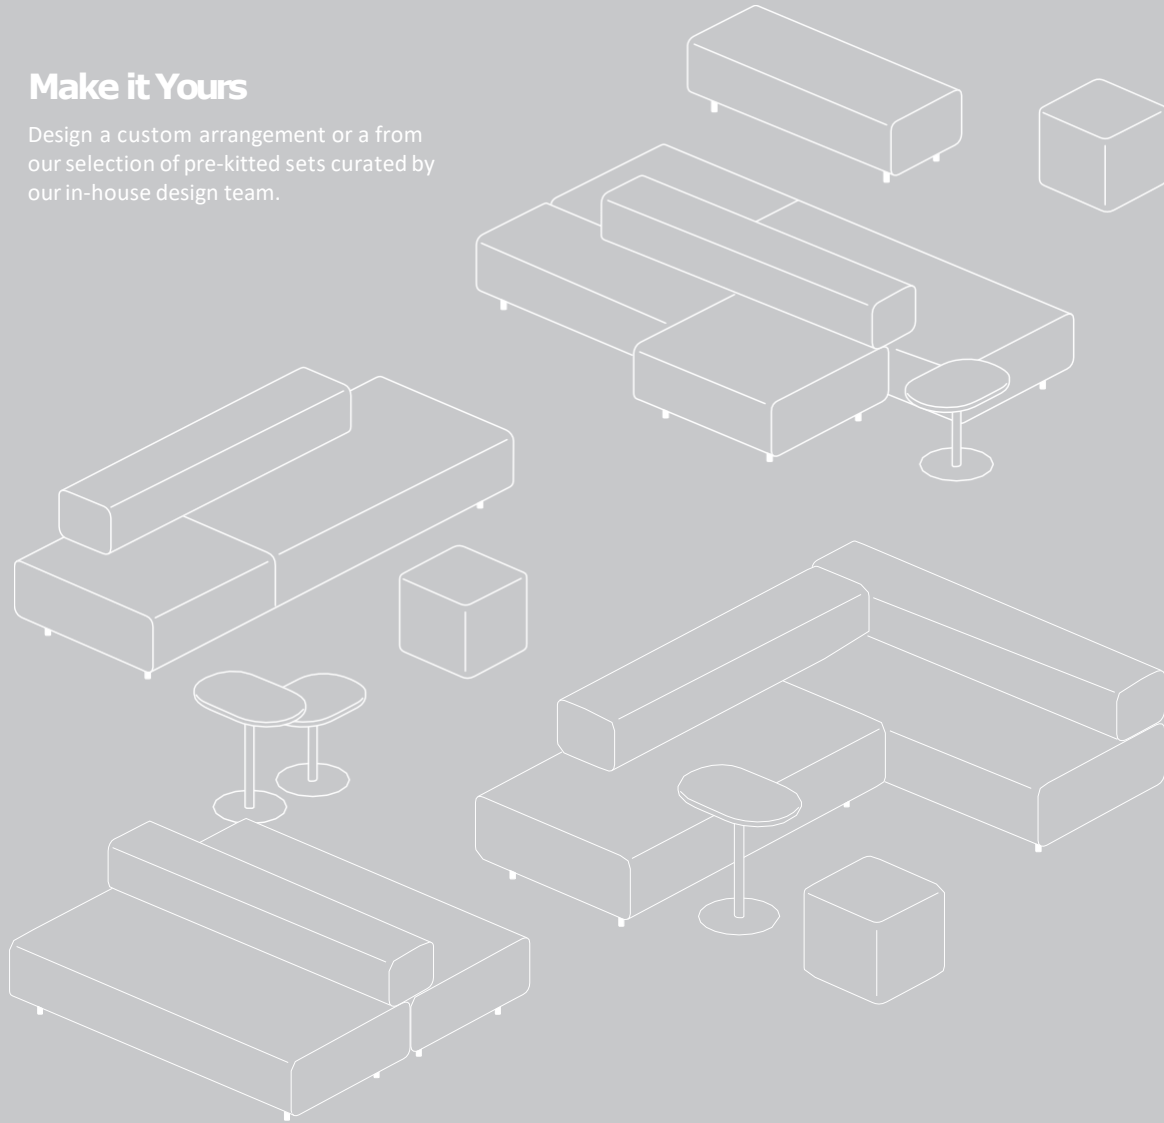 Make it Yours
Design a custom arrangement or a from
our selection of pre-kitted sets curated by
our in-house design team.